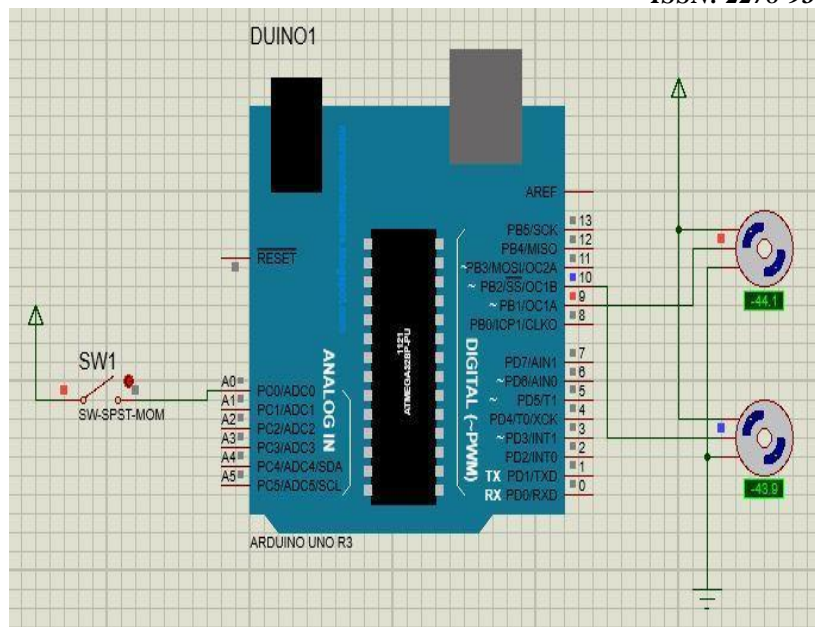 DUINO1
AREF
RESET
PB5/SCK
PB4/MISO
~PB3/MOSI/OC2A
~ PB2/SS/OC1B
~ PB1/OC1A
PB0/ICP1/CLKO
13
12
11
10
9
8
PD7/AIN1
~PD6/AIN0
~ PD5/T1
PD4/T0/XCK
~PD3/INT1
PD2/INT0
TX PD1/TXD
RX PD0/RXD
7
6
5
4
3
2
1
0
DIGITAL (~PWM)
ANALOG IN
1121
ATMEGA328P-PU
A0
A1
A2
A3
A4
A5
PC0/ADC0
PC1/ADC1
PC2/ADC2
PC3/ADC3
PC4/ADC4/SDA
PC5/ADC5/SCL
SW1
SW-SPST-MOM
ARDUINO UNO R3
-44.1
-43.9